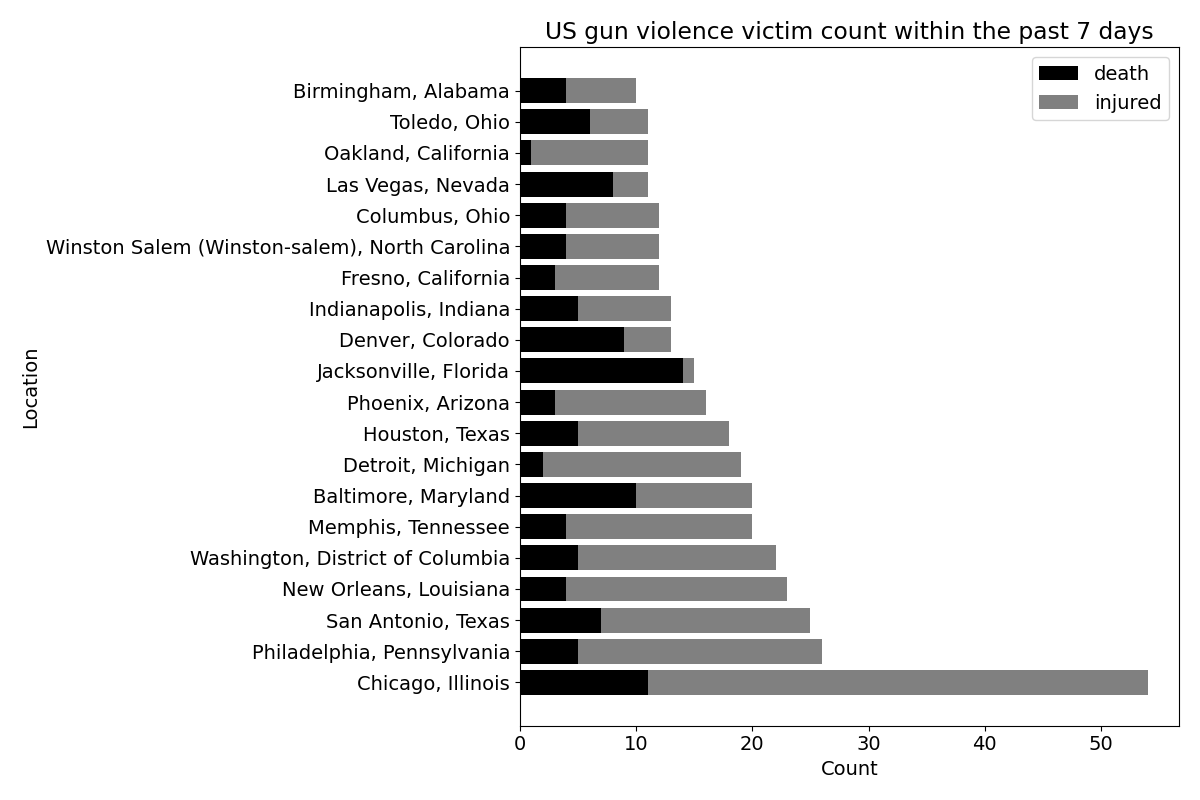 US gun violence victim count within the past 7 days
death
injured
Birmingham, Alabama
Toledo, Ohio
Oakland, California
Las Vegas, Nevada
Columbus, Ohio
Winston Salem (Winston-salem), North Carolina
Fresno, California
Indianapolis, Indiana
Denver, Colorado
Jacksonville, Florida
Phoenix, Arizona
Houston, Texas
Detroit, Michigan
Baltimore, Maryland
Memphis, Tennessee
Washington, District of Columbia
New Orleans, Louisiana
San Antonio, Texas
Philadelphia, Pennsylvania
Chicago, Illinois
Location
0 10 20 30 40 50
Count